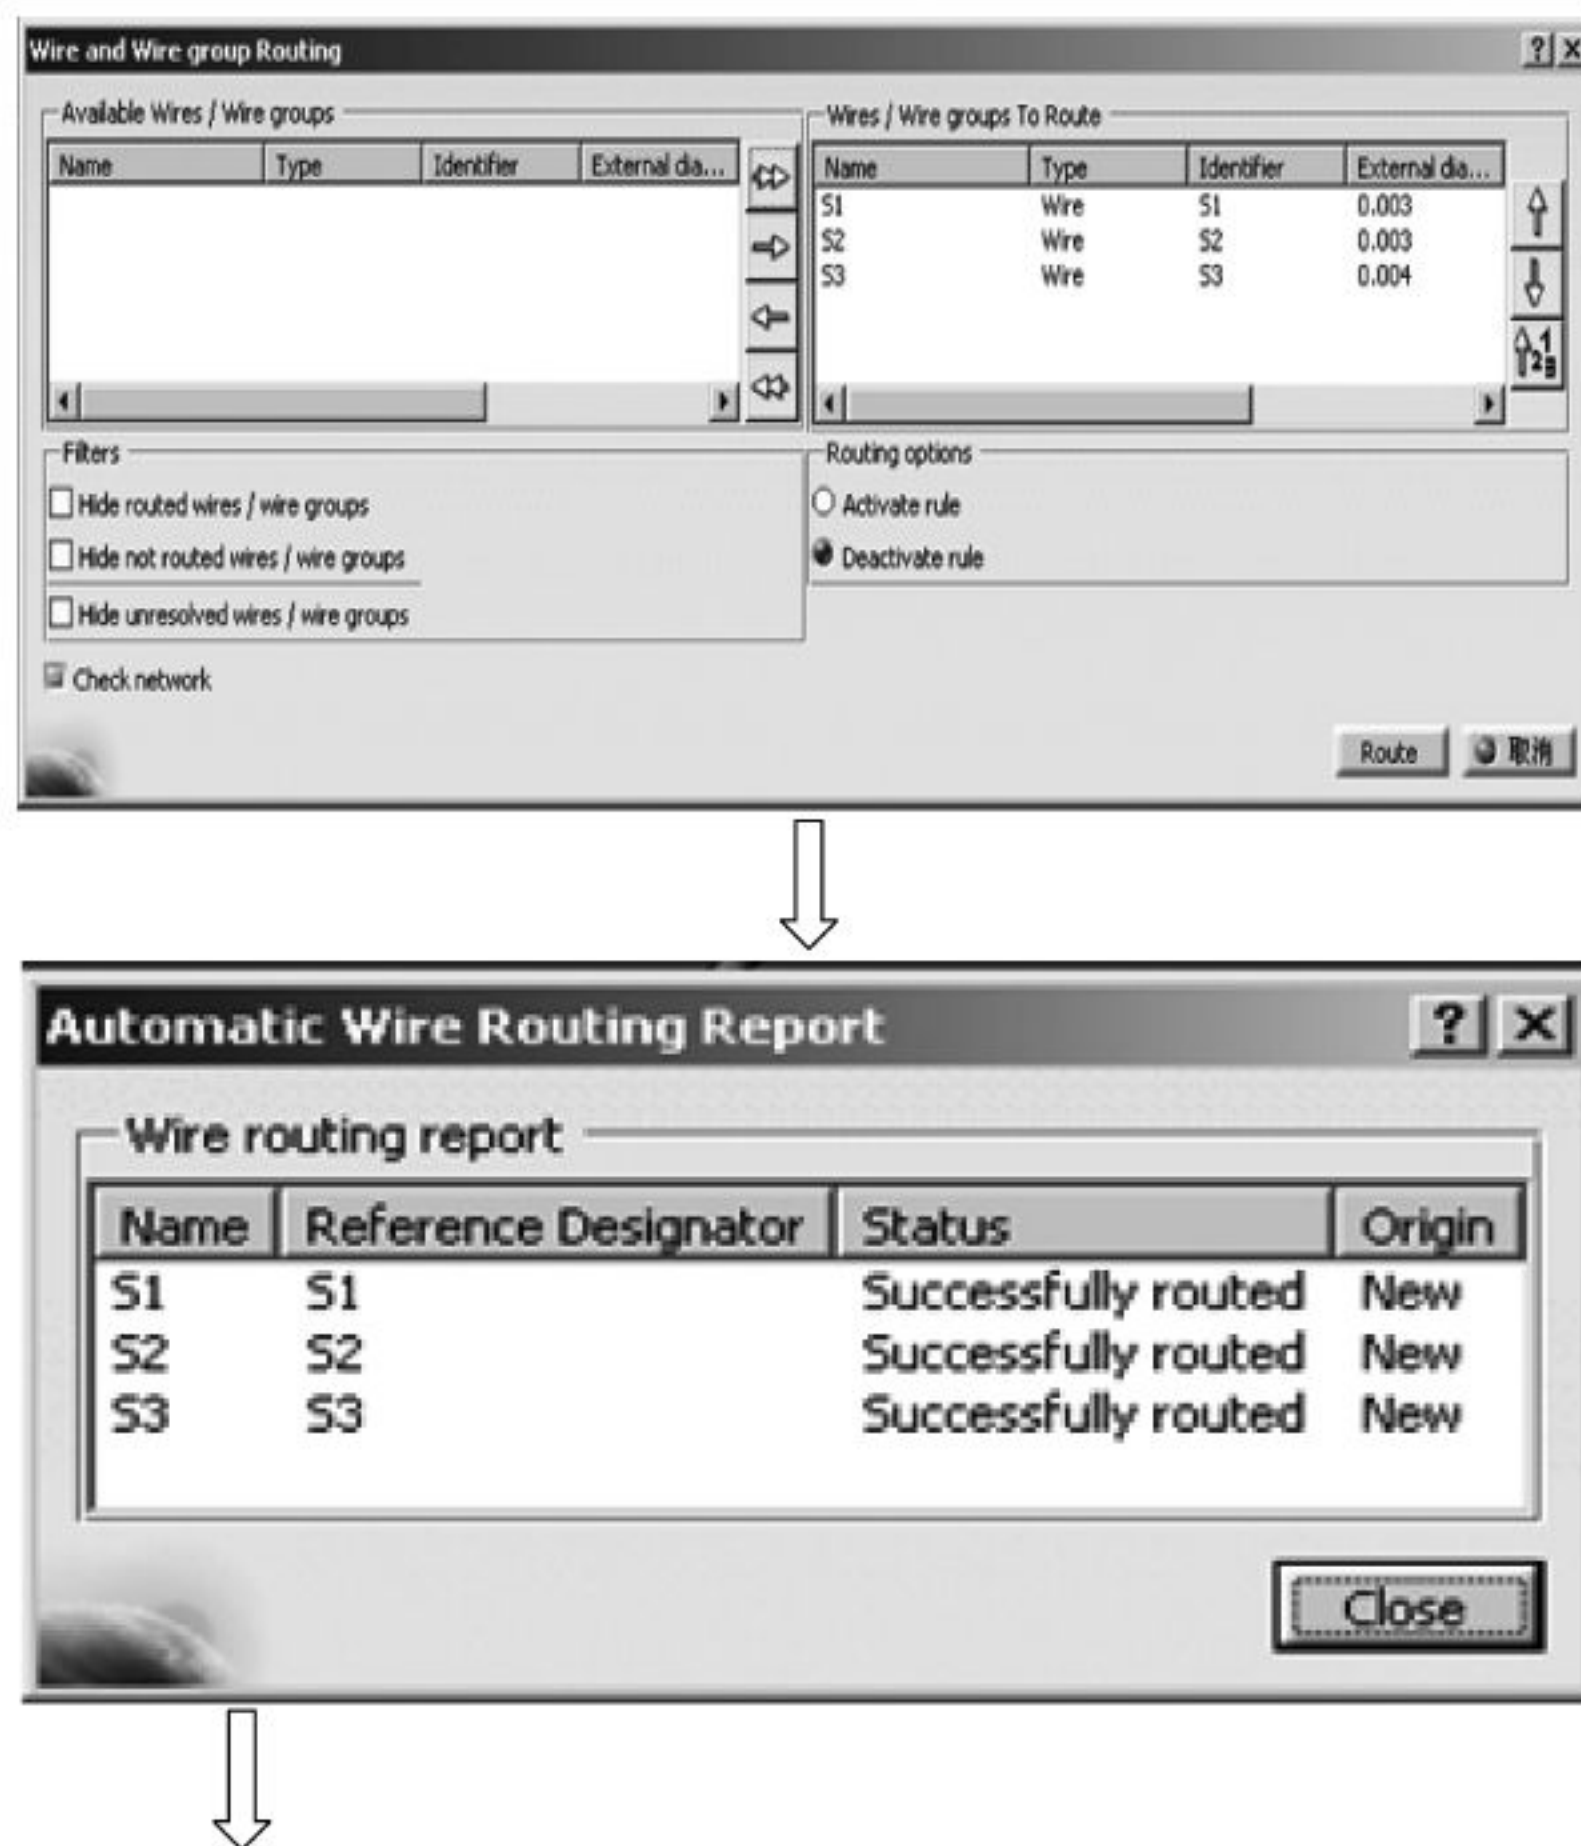 Wire and Wire group Routing
Available Wires / Wire groups
Name Type Identifier External dia...
Wires / Wire groups To Route
Name Type Identifier External dia...
S1 Wire S1 0.003
S2 Wire S2 0.003
S3 Wire S3 0.004
Filters
Hide routed wires / wire groups
Hide not routed wires / wire groups
Hide unresolved wires / wire groups
Routing options
Activate rule
Deactivate rule
Check network
Route 取消
Automatic Wire Routing Report
Wire routing report
Name Reference Designator Status Origin
S1 S1 Successfully routed New
S2 S2 Successfully routed New
S3 S3 Successfully routed New
Close